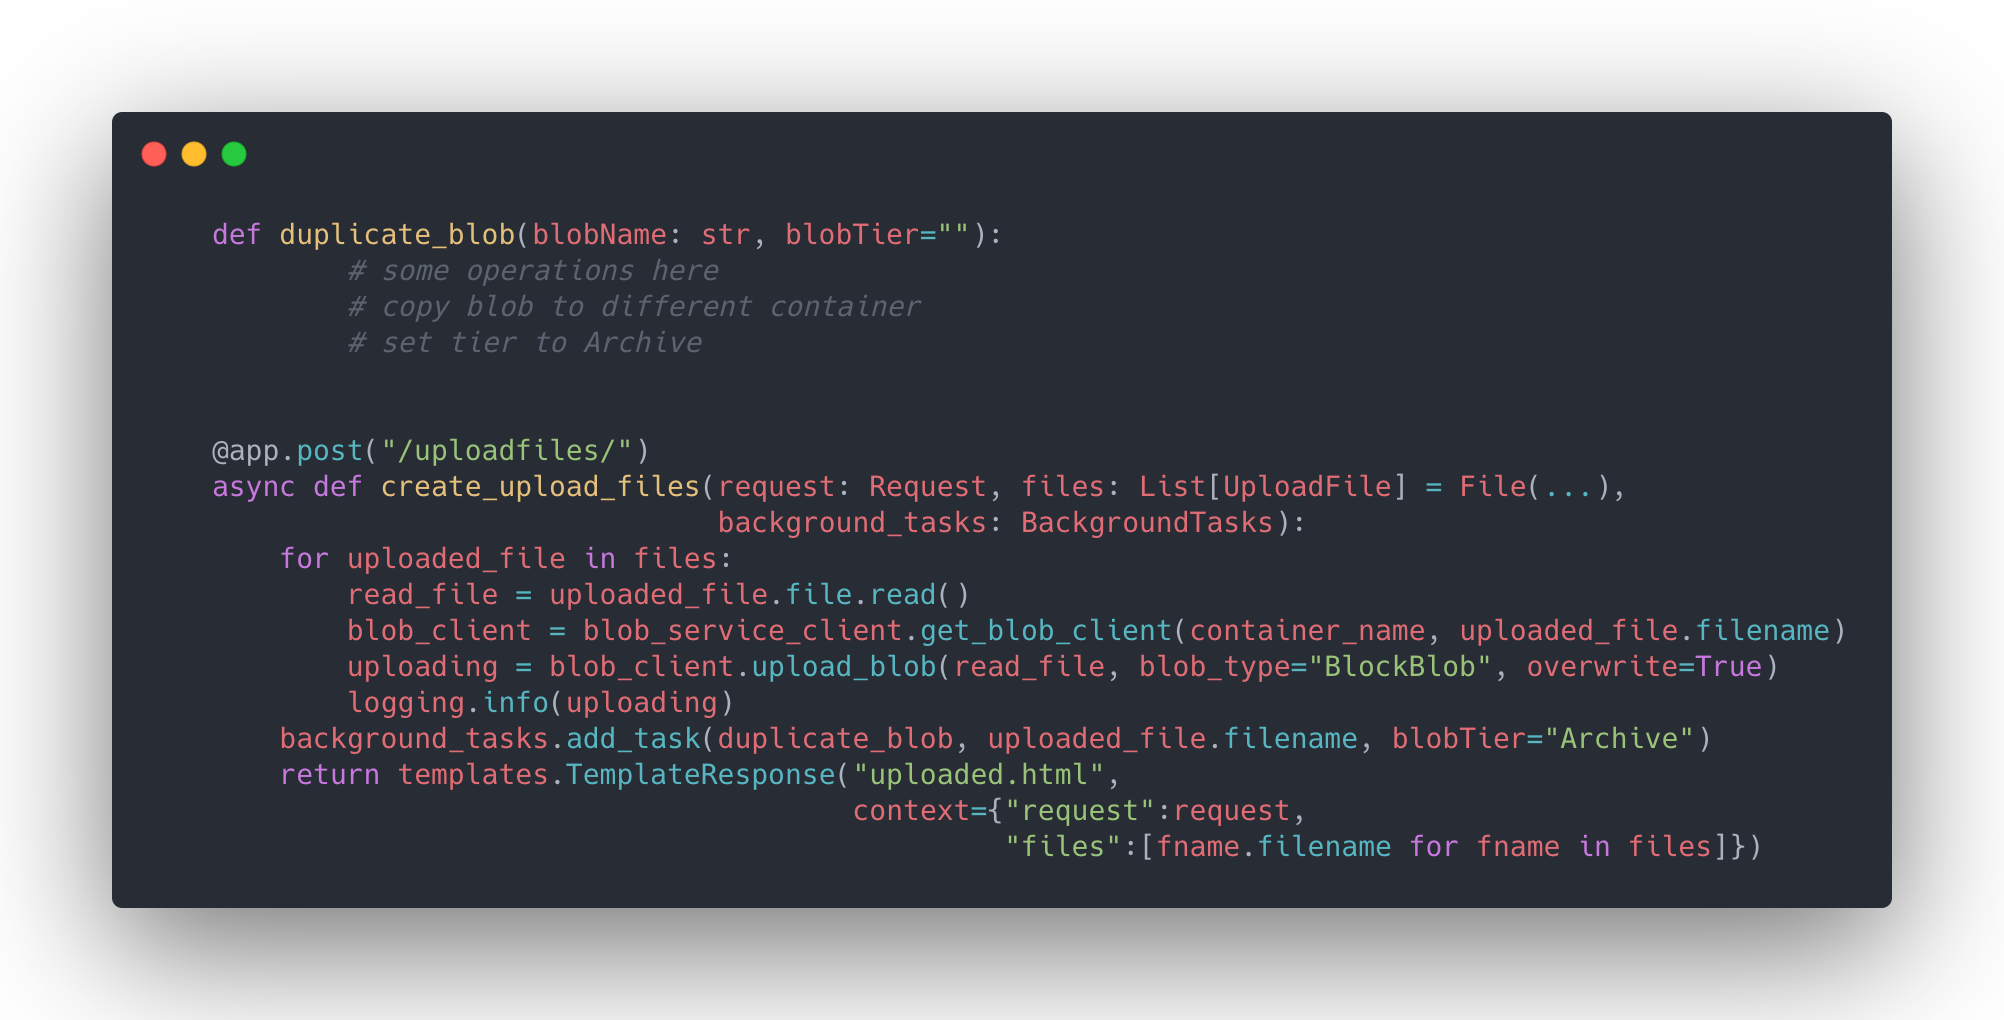 def duplicate_blob(blobName: str, blobTier=""):
# some operations here
# copy blob to different container
# set tier to Archive
@app.post("/uploadfiles/")
async def create_upload_files(request: Request, files: List[UploadFile] = File(...),
background_tasks: BackgroundTasks):
for uploaded_file in files:
read_file = uploaded_file.file.read()
blob_client = blob_service_client.get_blob_client(container_name, uploaded_file.filename)
uploading = blob_client.upload_blob(read_file, blob_type="BlockBlob", overwrite=True)
logging.info(uploading)
background_tasks.add_task(duplicate_blob, uploaded_file.filename, blobTier="Archive")
return templates.TemplateResponse("uploaded.html",
context={"request":request,
"files":[fname.filename for fname in files]})